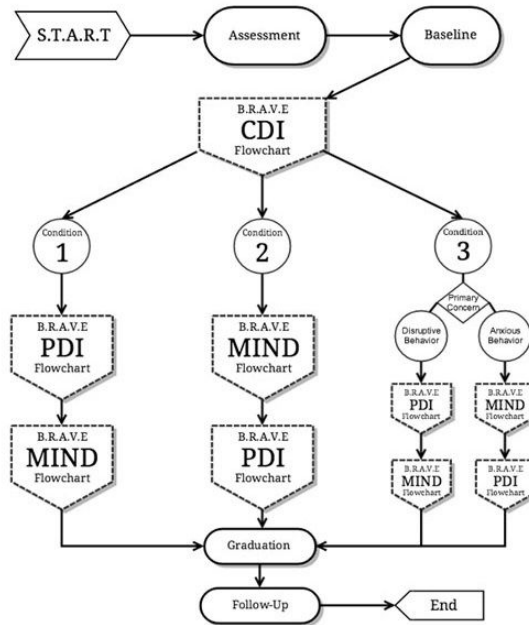 S.T.A.R.T
Assessment
Baseline
B.R.A.V.E
CDI
Flowchart
Condition
1
Condition
2
Condition
3
Primary
Concern
Disruptive
Behavior
Anxious
Behavior
B.R.A.V.E
PDI
Flowchart
B.R.A.V.E
MIND
Flowchart
B.R.A.V.E
PDI
Flowchart
B.R.A.V.E
MIND
Flowchart
B.R.A.V.E
MIND
Flowchart
B.R.A.V.E
PDI
Flowchart
B.R.A.V.E
MIND
Flowchart
B.R.A.V.E
PDI
Flowchart
Graduation
Follow-Up
End